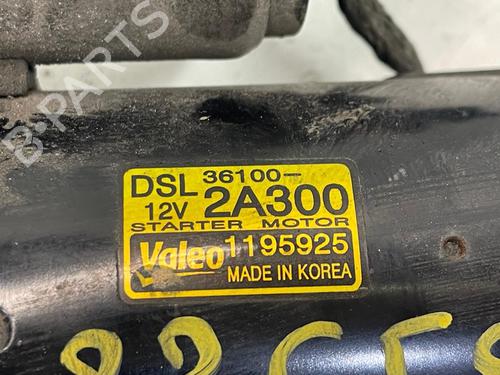 B-PARTS
DSL 36100-
12V 2A300
STARTER MOTOR
Valeo 1195925
MADE IN KOREA